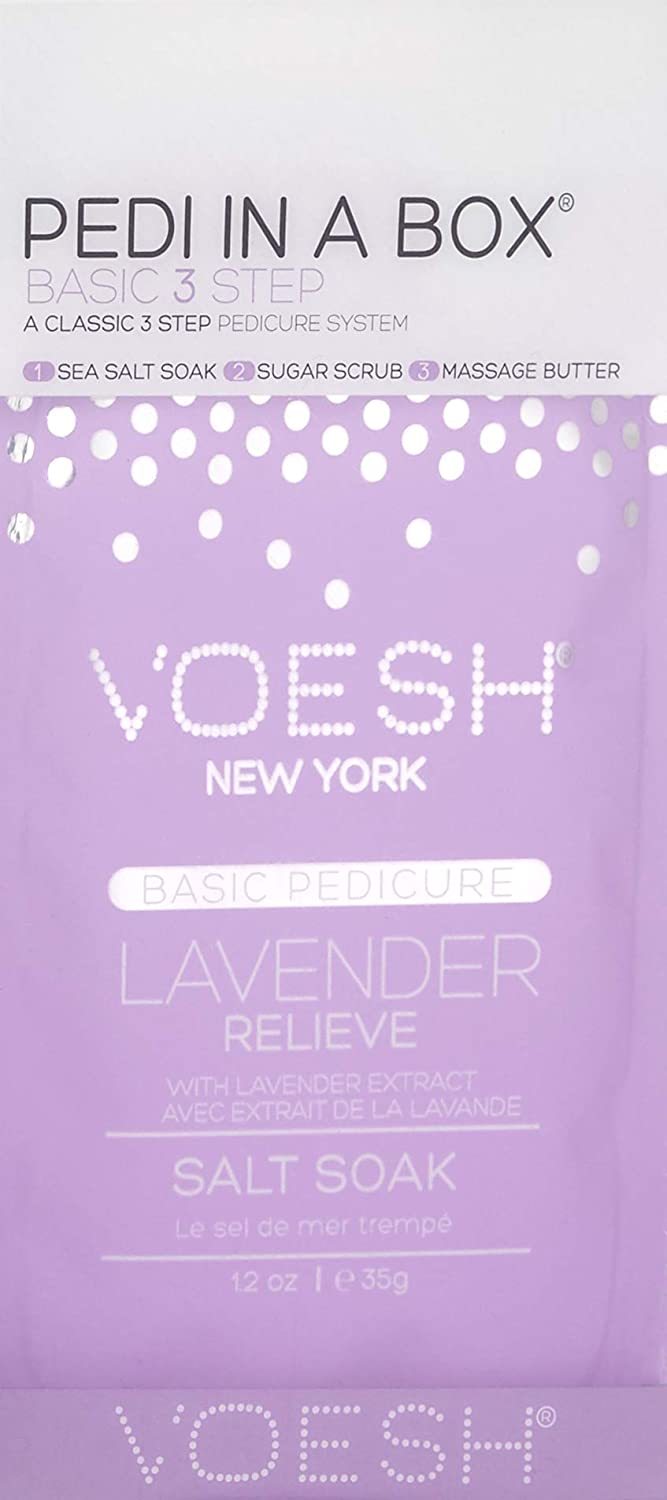 PEDI IN A BOX®
BASIC 3 STEP
A CLASSIC 3 STEP PEDICURE SYSTEM
1 SEA SALT SOAK 2 SUGAR SCRUB 3 MASSAGE BUTTER
VOESH®
NEW YORK
BASIC PEDICURE
LAVENDER
RELIEVE
WITH LAVENDER EXTRACT
AVEC EXTRAIT DE LA LAVANDE
SALT SOAK
Le sel de mer trempé
1.2 oz | ℮ 35g
VOESH®